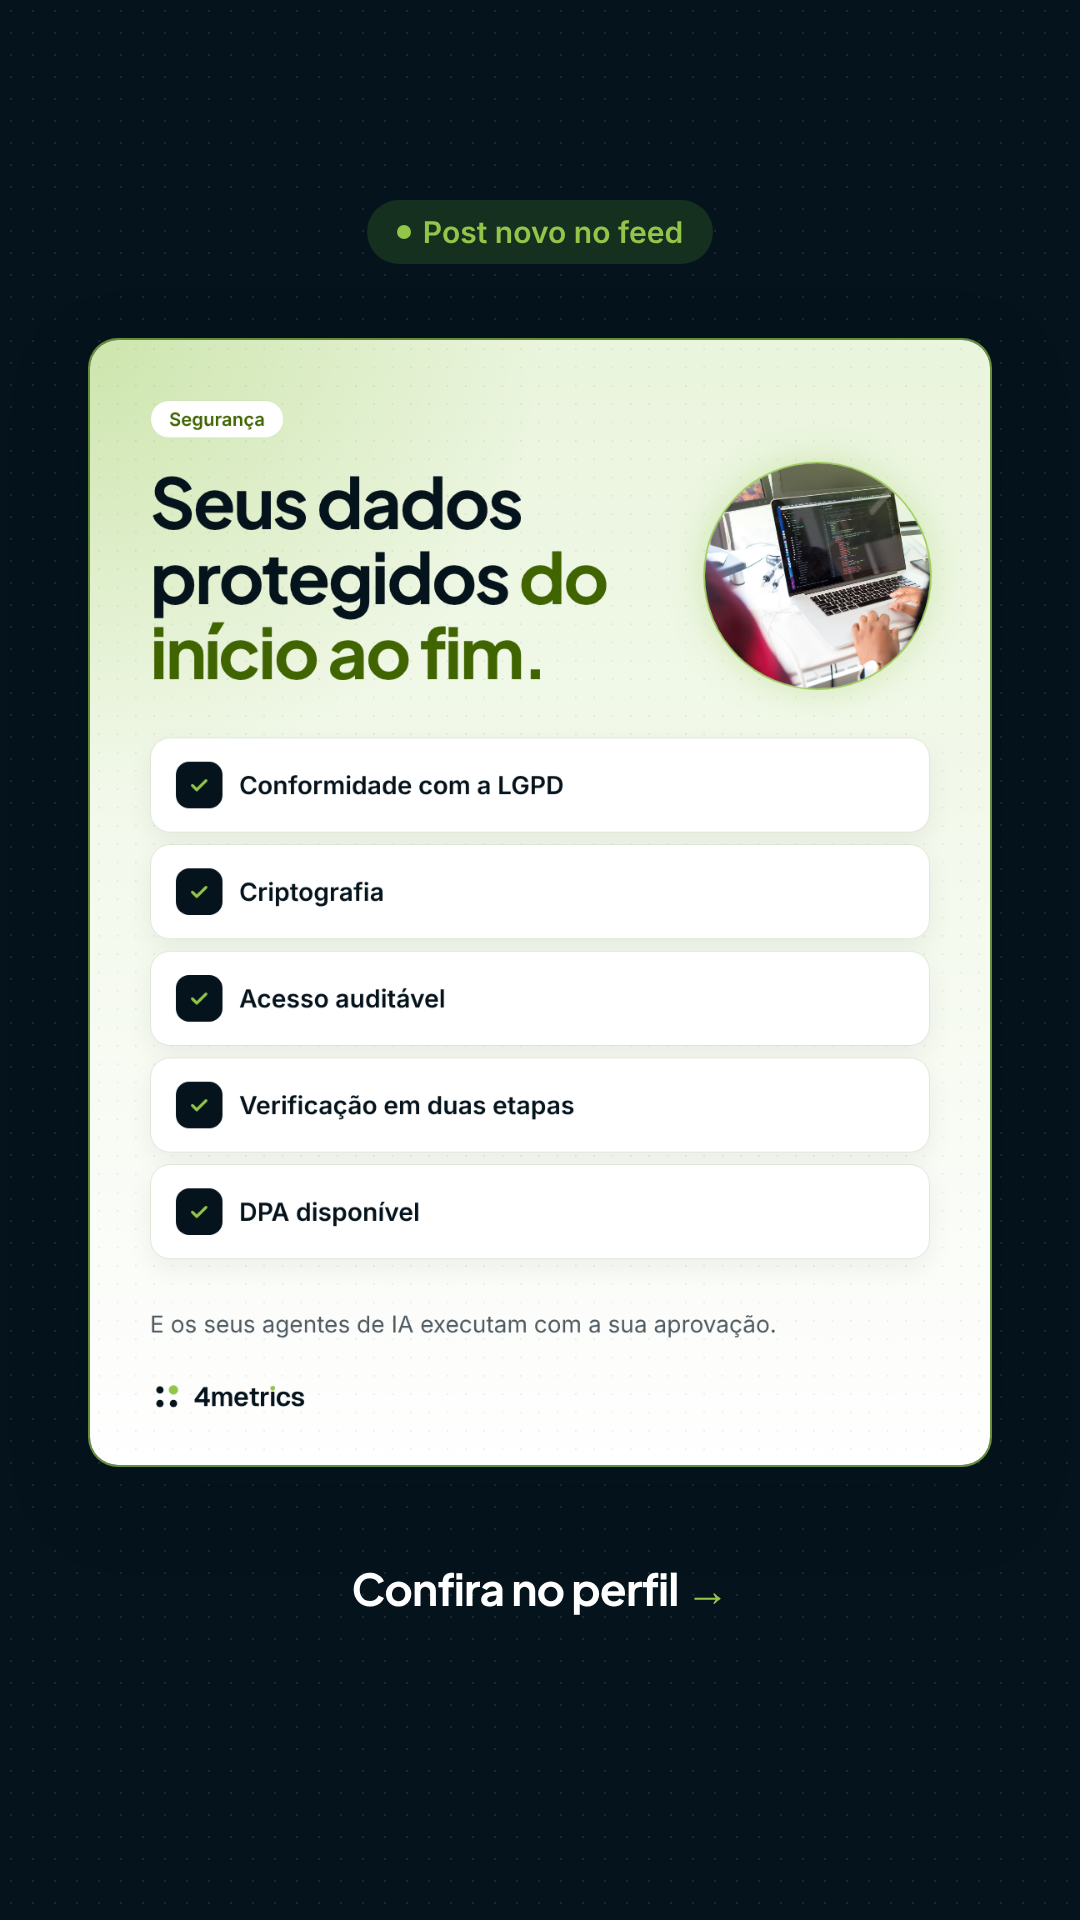 Post novo no feed
Segurança
Seus dados
protegidos do
início ao fim.
Conformidade com a LGPD
Criptografia
Acesso auditável
Verificação em duas etapas
DPA disponível
E os seus agentes de IA executam com a sua aprovação.
4metrics
Confira no perfil →